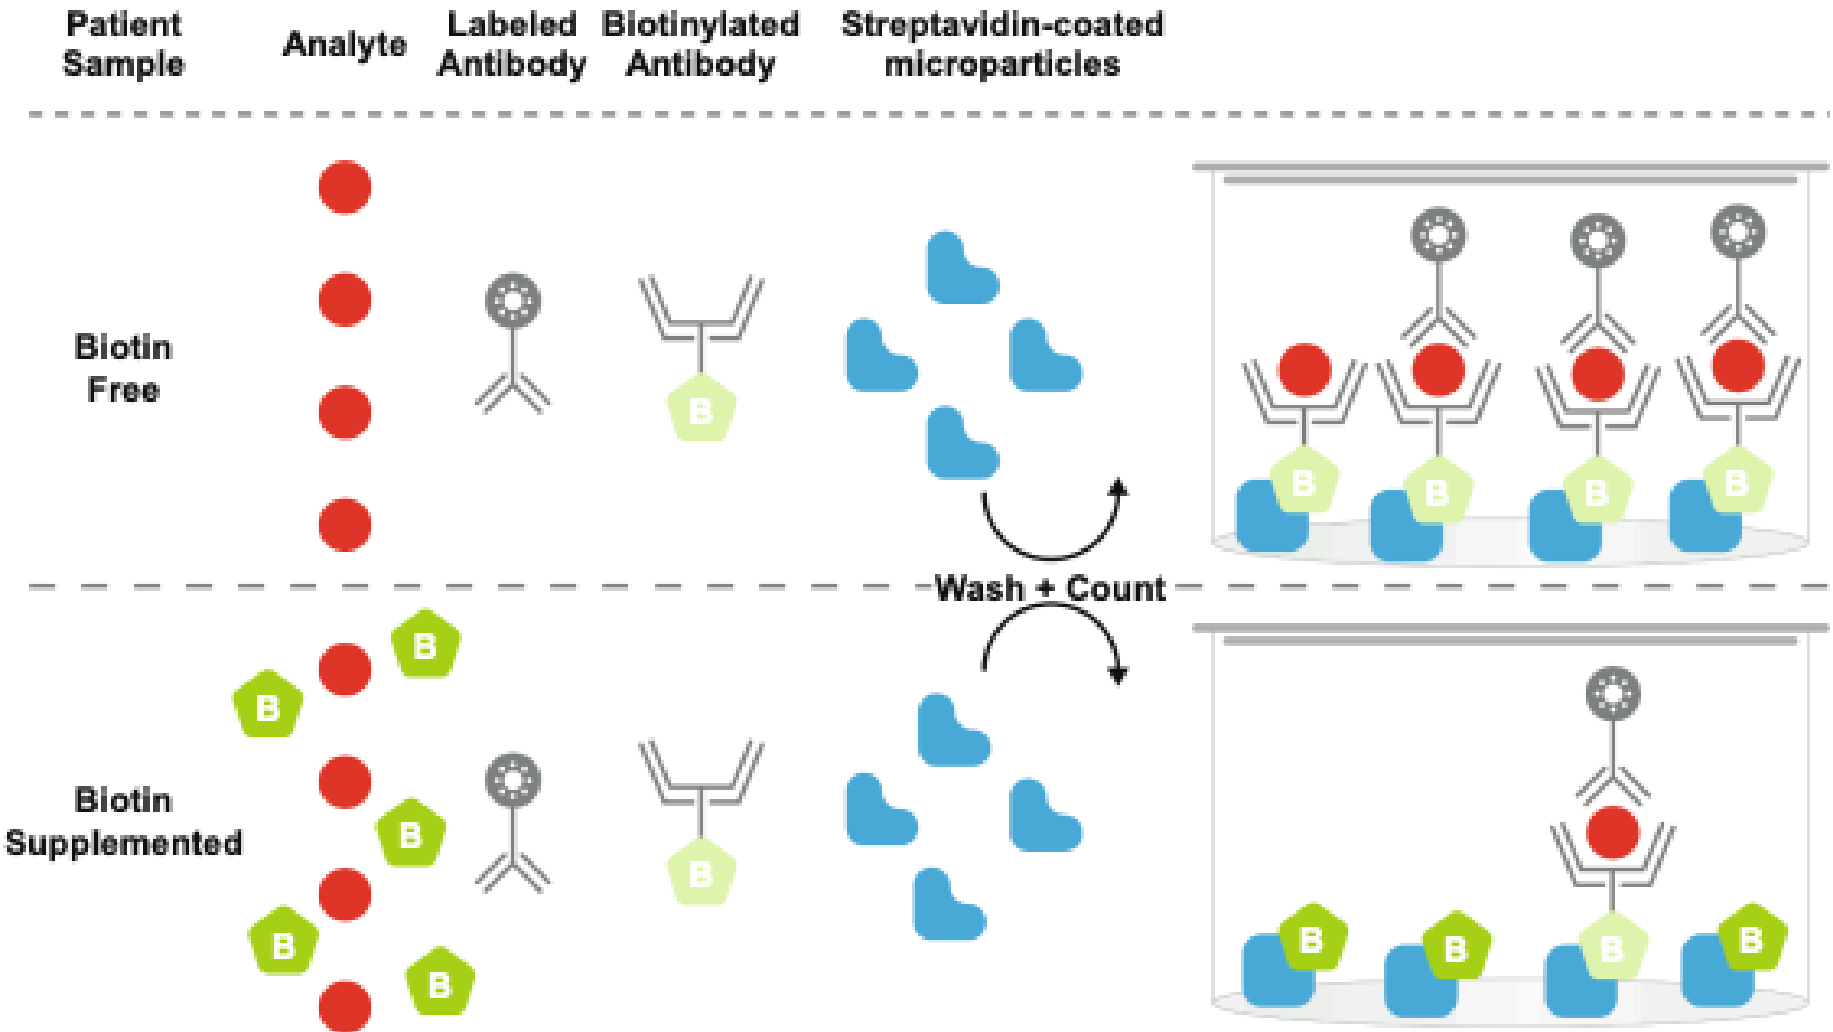 Patient
Sample
Analyte
Labeled
Antibody
Biotinylated
Antibody
Streptavidin-coated
microparticles
Biotin
Free
B
B
B
B
B
Wash + Count
Biotin
Supplemented
B
B
B
B
B
B
B
B
B
B